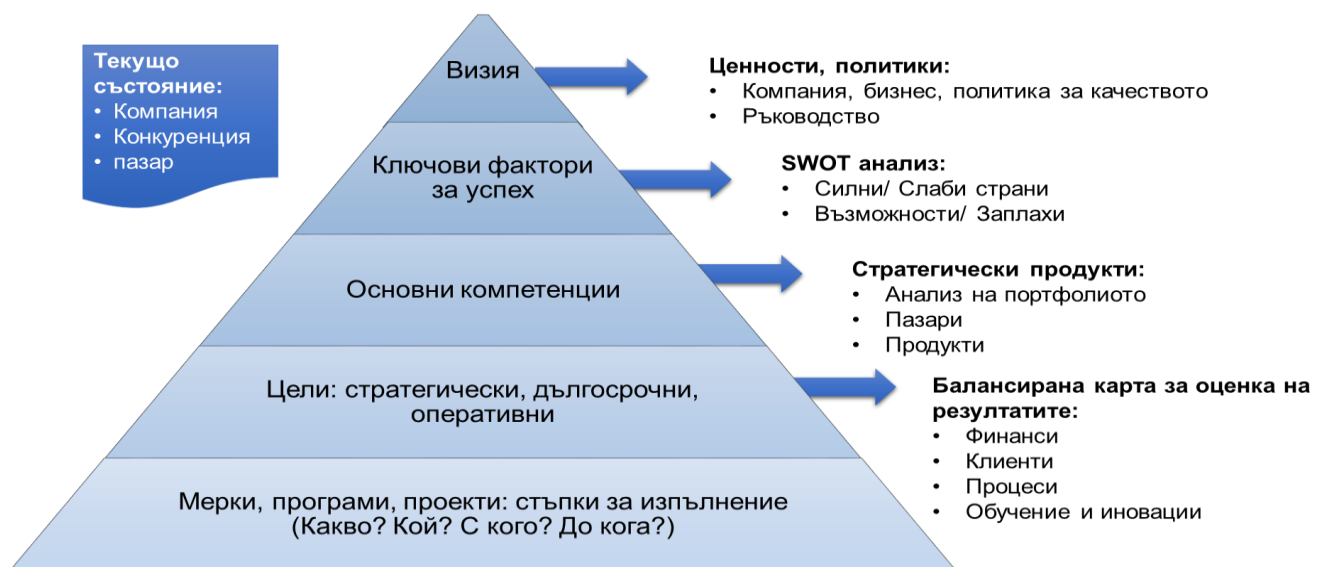 Текущо
състояние:
• Компания
• Конкуренция
• пазар
Визия
Ценности, политики:
• Компания, бизнес, политика за качеството
• Ръководство
Ключови фактори
за успех
SWOT анализ:
• Силни/ Слаби страни
• Възможности/ Заплахи
Основни компетенции
Стратегически продукти:
• Анализ на портфолиото
• Пазари
• Продукти
Цели: стратегически, дългосрочни,
оперативни
Балансирана карта за оценка на
резултатите:
• Финанси
• Клиенти
• Процеси
• Обучение и иновации
Мерки, програми, проекти: стъпки за изпълнение
(Какво? Кой? С кого? До кога?)